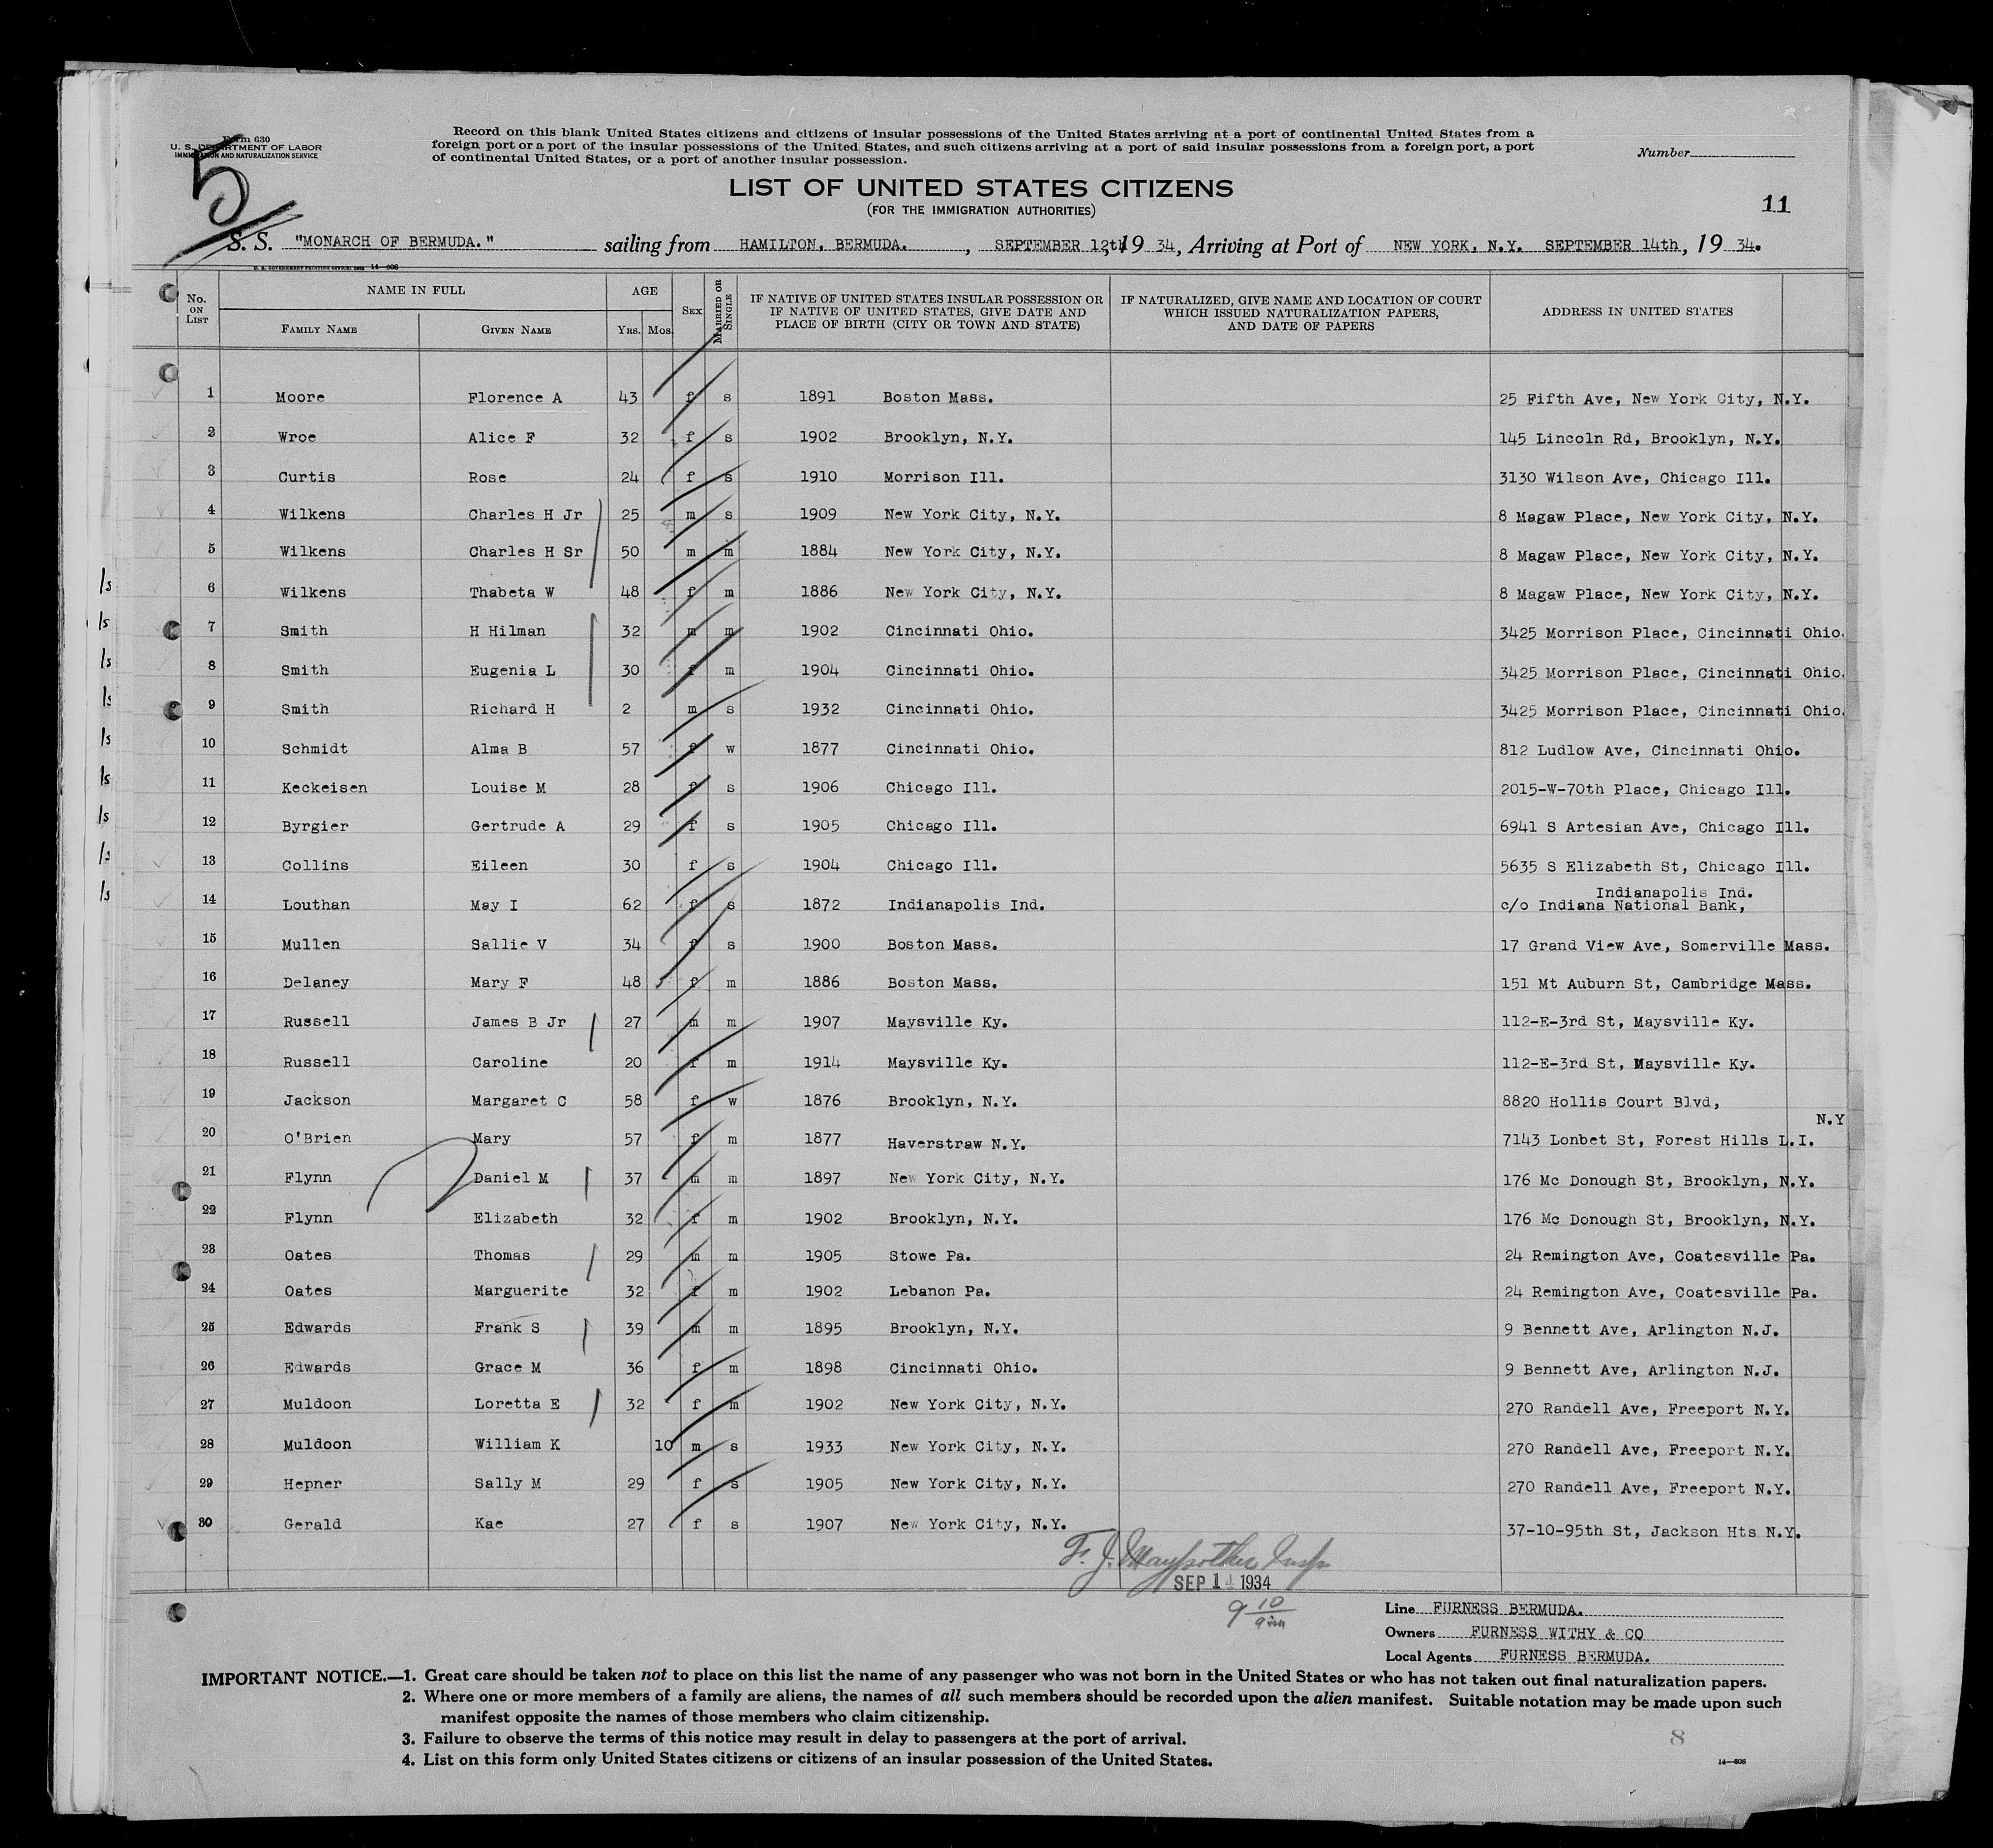 Form 630
U. S. DEPARTMENT OF LABOR
IMMIGRATION AND NATURALIZATION SERVICE
5
Record on this blank United States citizens and citizens of insular possessions of the United States arriving at a port of continental United States from a
foreign port or a port of the insular possessions of the United States, and such citizens arriving at a port of said insular possessions from a foreign port, a port
of continental United States, or a port of another insular possession.
Number
LIST OF UNITED STATES CITIZENS
(FOR THE IMMIGRATION AUTHORITIES)
11
S. S. "MONARCH OF BERMUDA." sailing from HAMILTON, BERMUDA. , SEPTEMBER 12th, 19 34, Arriving at Port of NEW YORK, N.Y. SEPTEMBER 14th, 19 34.
U. S. GOVERNMENT PRINTING OFFICE: 14-608
No. ON LIST NAME IN FULL AGE SEX MARRIED OR SINGLE IF NATIVE OF UNITED STATES INSULAR POSSESSION OR IF NATIVE OF UNITED STATES, GIVE DATE AND PLACE OF BIRTH (CITY OR TOWN AND STATE) IF NATURALIZED, GIVE NAME AND LOCATION OF COURT WHICH ISSUED NATURALIZATION PAPERS, AND DATE OF PAPERS ADDRESS IN UNITED STATES
FAMILY NAME GIVEN NAME YRS. MOS.
1 Moore Florence A 43 f s 1891 Boston Mass. 25 Fifth Ave, New York City, N.Y.
2 Wroe Alice F 32 f s 1902 Brooklyn, N.Y. 145 Lincoln Rd, Brooklyn, N.Y.
3 Curtis Rose 24 f s 1910 Morrison Ill. 3130 Wilson Ave, Chicago Ill.
4 Wilkens Charles H Jr 25 m s 1909 New York City, N.Y. 8 Magaw Place, New York City, N.Y.
5 Wilkens Charles H Sr 50 m m 1884 New York City, N.Y. 8 Magaw Place, New York City, N.Y.
6 Wilkens Thabeta W 48 f m 1886 New York City, N.Y. 8 Magaw Place, New York City, N.Y.
7 Smith H Hilman 32 m m 1902 Cincinnati Ohio. 3425 Morrison Place, Cincinnati Ohio.
8 Smith Eugenia L 30 f m 1904 Cincinnati Ohio. 3425 Morrison Place, Cincinnati Ohio.
9 Smith Richard H 2 m s 1932 Cincinnati Ohio. 3425 Morrison Place, Cincinnati Ohio.
10 Schmidt Alma B 57 f w 1877 Cincinnati Ohio. 812 Ludlow Ave, Cincinnati Ohio.
11 Keckeisen Louise M 28 f s 1906 Chicago Ill. 2015-W-70th Place, Chicago Ill.
12 Byrgier Gertrude A 29 f s 1905 Chicago Ill. 6941 S Artesian Ave, Chicago Ill.
13 Collins Eileen 30 f s 1904 Chicago Ill. 5635 S Elizabeth St, Chicago Ill.
Indianapolis Ind.
14 Louthan May I 62 f s 1872 Indianapolis Ind. c/o Indiana National Bank,
15 Mullen Sallie V 34 f s 1900 Boston Mass. 17 Grand View Ave, Somerville Mass.
16 Delaney Mary F 48 f m 1886 Boston Mass. 151 Mt Auburn St, Cambridge Mass.
17 Russell James B Jr 27 m m 1907 Maysville Ky. 112-E-3rd St, Maysville Ky.
18 Russell Caroline 20 f m 1914 Maysville Ky. 112-E-3rd St, Maysville Ky.
19 Jackson Margaret C 58 f w 1876 Brooklyn, N.Y. 8820 Hollis Court Blvd,
N.Y
20 O'Brien Mary 57 f m 1877 Haverstraw N.Y. 7143 Lonbet St, Forest Hills L.I.
21 Flynn Daniel M 37 m m 1897 New York City, N.Y. 176 Mc Donough St, Brooklyn, N.Y.
22 Flynn Elizabeth 32 f m 1902 Brooklyn, N.Y. 176 Mc Donough St, Brooklyn, N.Y.
23 Oates Thomas 29 m m 1905 Stowe Pa. 24 Remington Ave, Coatesville Pa.
24 Oates Marguerite 32 f m 1902 Lebanon Pa. 24 Remington Ave, Coatesville Pa.
25 Edwards Frank S 39 m m 1895 Brooklyn, N.Y. 9 Bennett Ave, Arlington N.J.
26 Edwards Grace M 36 f m 1898 Cincinnati Ohio. 9 Bennett Ave, Arlington N.J.
27 Muldoon Loretta E 32 f m 1902 New York City, N.Y. 270 Randell Ave, Freeport N.Y.
28 Muldoon William K 10 m s 1933 New York City, N.Y. 270 Randell Ave, Freeport N.Y.
29 Hepner Sally M 29 f s 1905 New York City, N.Y. 270 Randell Ave, Freeport N.Y.
30 Gerald Kae 27 f s 1907 New York City, N.Y. 37-10-95th St, Jackson Hts N.Y.
F. J. Insp
SEP 14 1934
9 10
Line FURNESS BERMUDA.
Owners FURNESS WITHY & CO
Local Agents FURNESS BERMUDA.
IMPORTANT NOTICE.—1. Great care should be taken not to place on this list the name of any passenger who was not born in the United States or who has not taken out final naturalization papers.
2. Where one or more members of a family are aliens, the names of all such members should be recorded upon the alien manifest. Suitable notation may be made upon such
manifest opposite the names of those members who claim citizenship.
3. Failure to observe the terms of this notice may result in delay to passengers at the port of arrival.
4. List on this form only United States citizens or citizens of an insular possession of the United States.
8
14-608